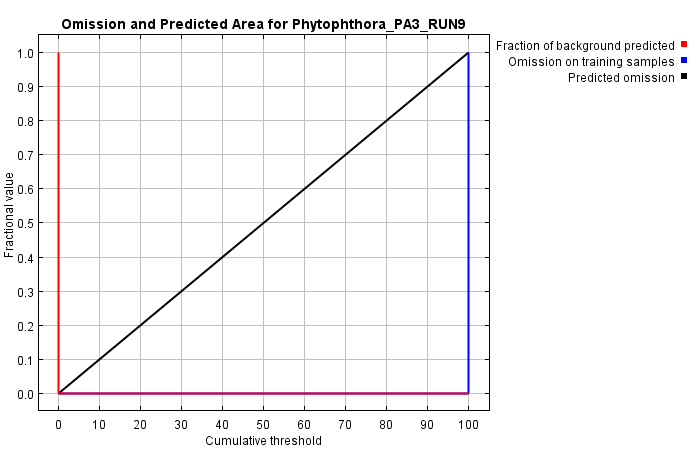 Omission and Predicted Area for Phytophthora_PA3_RUN9
Fraction of background predicted
Omission on training samples
Predicted omission
Fractional value
1.0
0.9
0.8
0.7
0.6
0.5
0.4
0.3
0.2
0.1
0.0
0 10 20 30 40 50 60 70 80 90 100
Cumulative threshold